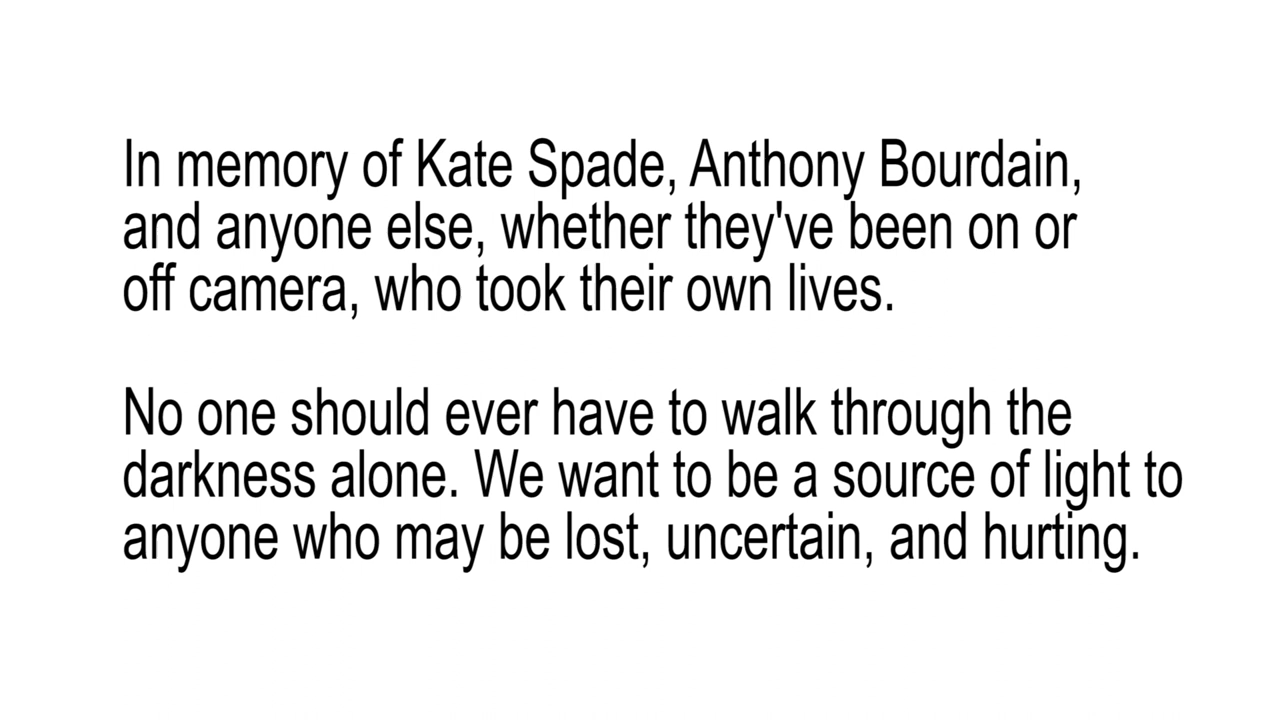 In memory of Kate Spade, Anthony Bourdain,
and anyone else, whether they've been on or
off camera, who took their own lives.
No one should ever have to walk through the
darkness alone. We want to be a source of light to
anyone who may be lost, uncertain, and hurting.